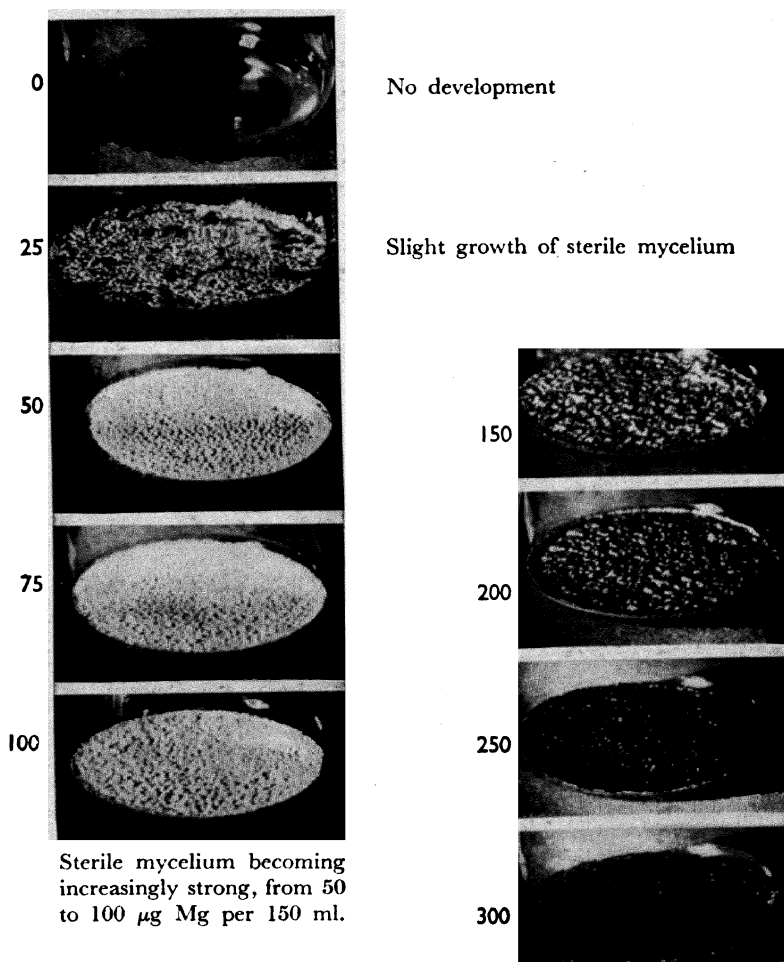 0
No development
25
Slight growth of sterile mycelium
50
75
100
Sterile mycelium becoming
increasingly strong, from 50
to 100 μg Mg per 150 ml.
150
200
250
300